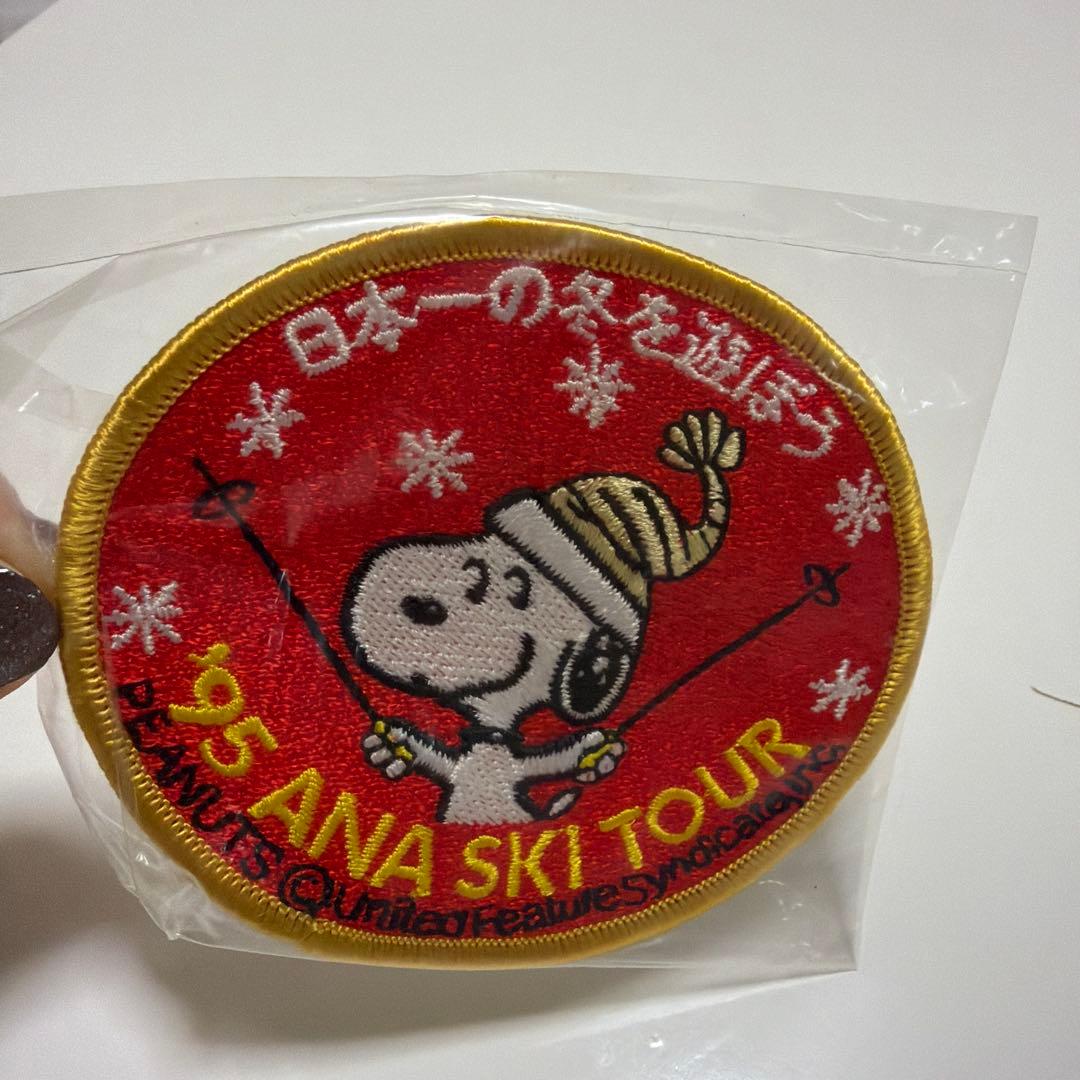 日本一の冬を遊ぼう
'95 ANA SKI TOUR
PEANUTS © United Feature Syndicate, Inc